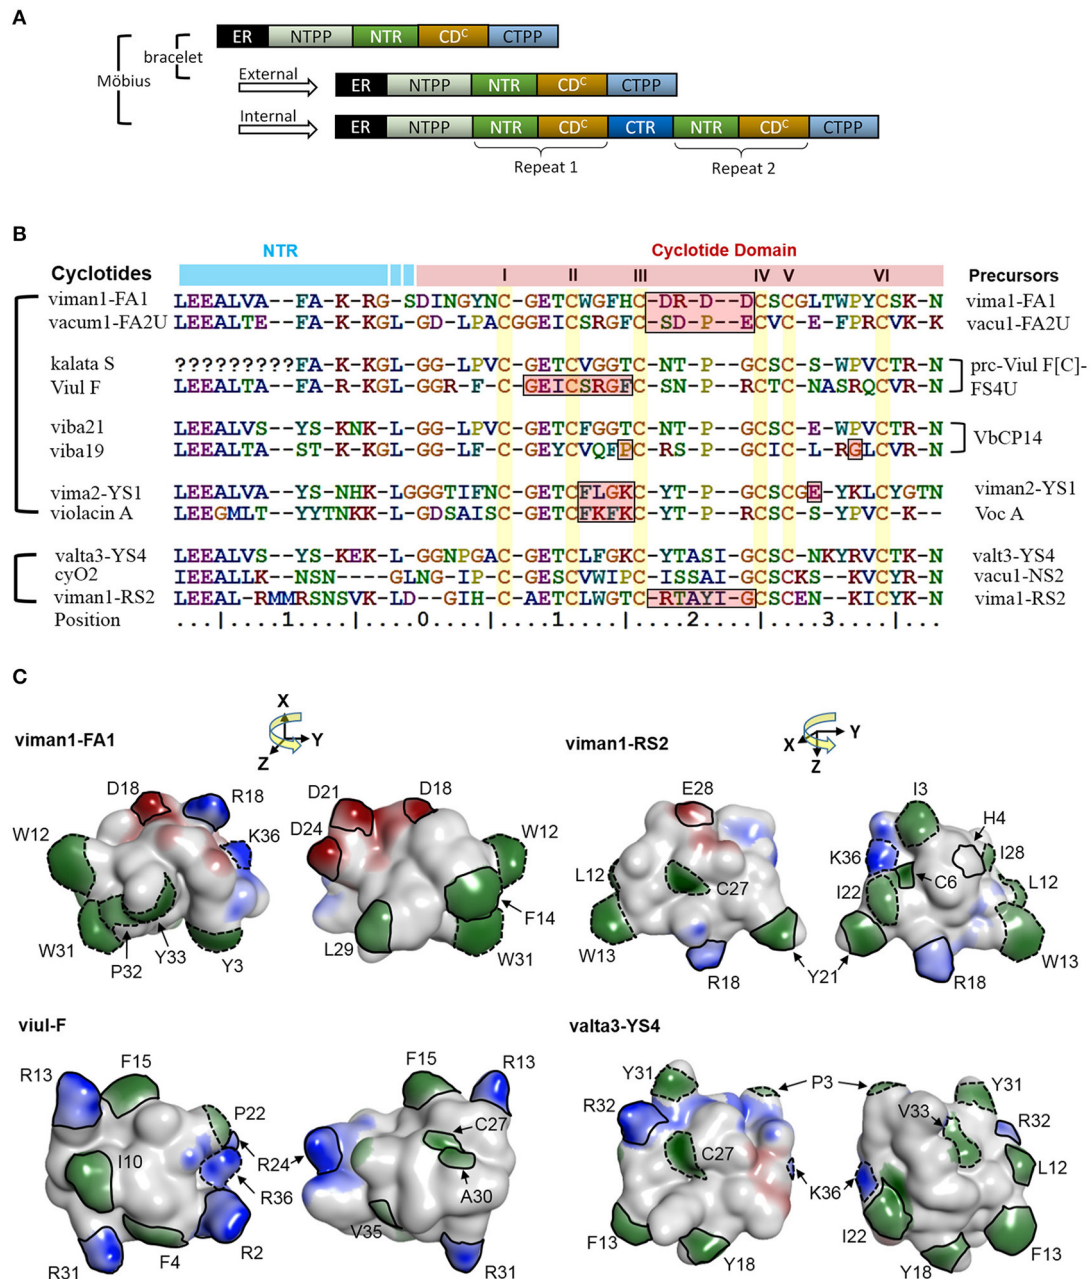 A
ER NTPP NTR CDC CTPP
bracelet
Möbius
External
ER NTPP NTR CDC CTPP
Internal
ER NTPP NTR CDC CTR NTR CDC CTPP
Repeat 1 Repeat 2
B
NTR Cyclotide Domain
Cyclotides I II III IV V VI Precursors
viman1-FA1 LEEALVA--FA-K-RG-SDINGYNC-GETCWGFHC-DR-D--DCSCGLTWPYCSK-N vima1-FA1
vacum1-FA2U LEEALTE--FA-K-KGL-GD-LPACGGEICSRGFC-SD-P--ECVC-E-FPRCVK-K vacu1-FA2U
kalata S ?????????FA-K-KGL-GG-LPVC-GETCVGGTC-NT-P--GCSC-S-WPVCTR-N prc-Viul F[C]-
Viul F LEEALTA--FA-K-KGL-GGR-F-C-GEICSRGFC-SN-P--RCTC-NASRQCVR-N FS4U
viba21 LEEALVS--YS-KNK-L-GG-LPVC-GETCFGGTC-NT-P--GCSC-E-WPVCTR-N
viba19 LEEALTA--ST-K-KGL-GG-LFVC-GEYCVQFPC-RS-P--GCIC-L-RGLCVR-N VbCP14
vima2-YS1 LEEALVA--YS-NHK-LGGGTIFNC-GETCFLGKC-YT-P--GCSCGE-YKLCYGTN viman2-YS1
violacin A LEEGMLT--YYTNKK-L-GDSAISC-GETCFKFKC-YT-P--GCSC-S-YPVCK-- Voc A
valta3-YS4 LEEALVS--YS-KEK-L-GGNPGAC-GETCLFGKC-YTASI-GCSC-NKYRVCTK-N valt3-YS4
cyO2 IEEALLK--NSN----GLNG-IP-C-GESCVWIPC-ISSAI-GCSCKS--KVCYR-N vacu1-NS2
viman1-RS2 LEEAL-RMMRSNSVK-LD--GIH-C-AETCLWGTC-RTAYI-GCSCEN--KICYK-N vima1-RS2
Position ...|....1....|....0....|....1....|....2....|....3....|...
C
viman1-FA1 X Y Z viman1-RS2 X Y Z
D18 R18 W12 K36 W31 P32 Y33 Y3
D21 D18 D24 W12 F14 L29 W31
E28 L12 C27 W13 R18 Y21
I3 H4 K36 I28 C6 I22 L12 W13 R18
viul-F valta3-YS4
R13 F15 P22 I10 R24 R36 R31 F4 R2
F15 R13 C27 A30 V35 R31
Y31 P3 R32 C27 K36 F13 Y18
Y31 V33 R32 L12 I22 Y18 F13